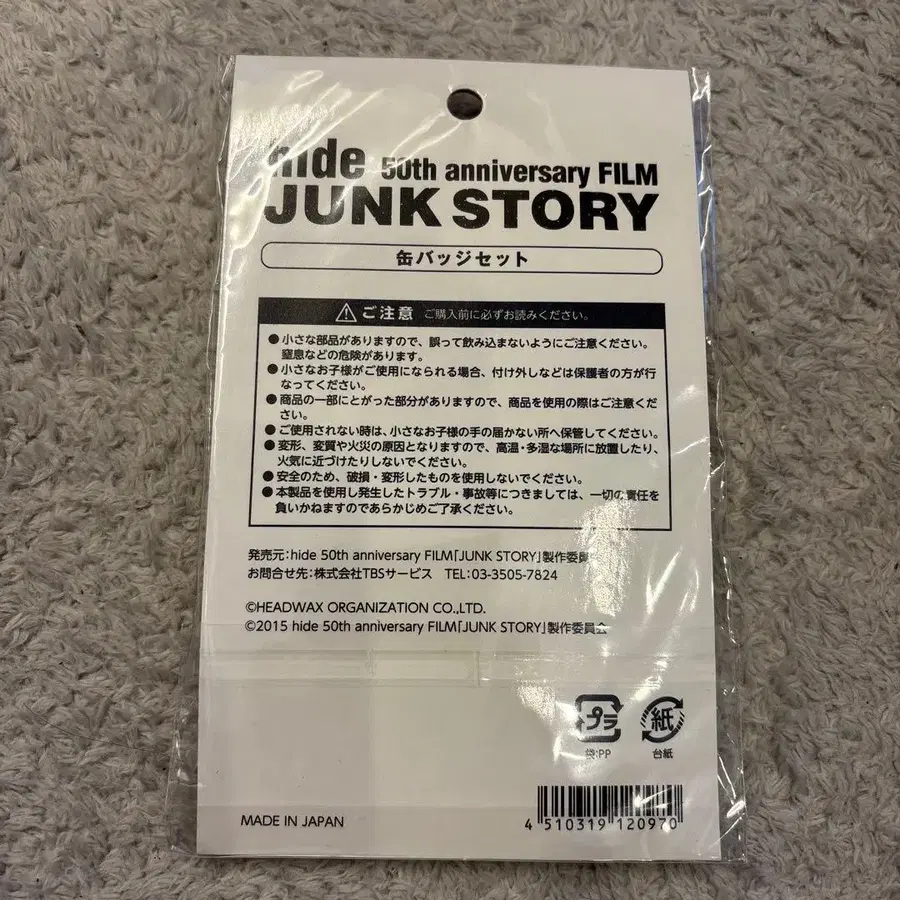 hide 50th anniversary FILM
JUNK STORY
缶バッジセット
ご注意 ご購入前に必ずお読みください。
●小さな部品がありますので、誤って飲み込まないようにご注意ください。
窒息などの危険があります。
●小さなお子様がご使用になられる場合、付け外しなどは保護者の方が行
なってください。
●商品の一部にとがった部分がありますので、商品を使用の際はご注意くだ
さい。
●ご使用されない時は、小さなお子様の手の届かない所へ保管してください。
●変形、変質や火災の原因となりますので、高温・多湿な場所に放置したり、
火気に近づけたりしないでください。
●安全のため、破損・変形したものを使用しないでください。
●本製品を使用し発生したトラブル・事故等につきましては、一切の責任を
負いかねますのであらかじめご了承ください。
発売元:hide 50th anniversary FILM「JUNK STORY」製作委員会
お問合せ先:株式会社TBSサービス TEL:03-3505-7824
©HEADWAX ORGANIZATION CO.,LTD.
©2015 hide 50th anniversary FILM「JUNK STORY」製作委員会
プラ 紙
袋:PP 台紙
MADE IN JAPAN
4 510319 120970